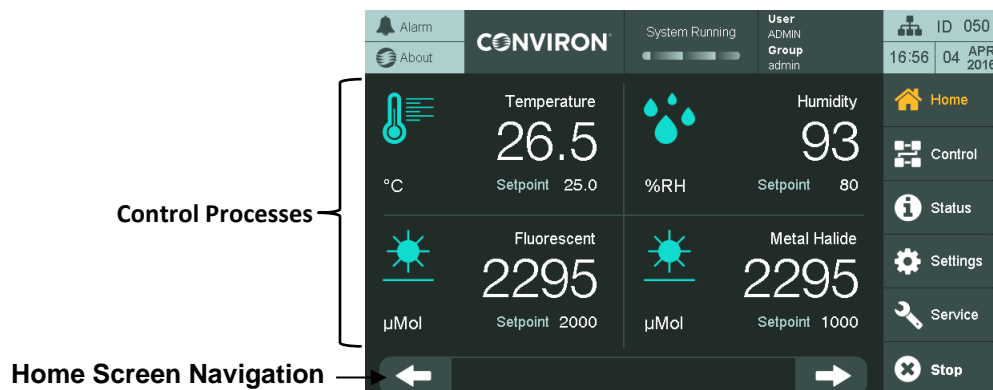 Alarm
About
CONVIRON
System Running
User
ADMIN
Group
admin
ID 050
16:56 04 APR 2016
Control Processes
Temperature
26.5
°C Setpoint 25.0
Humidity
93
%RH Setpoint 80
Fluorescent
2295
µMol Setpoint 2000
Metal Halide
2295
µMol Setpoint 1000
Home
Control
Status
Settings
Service
Stop
Home Screen Navigation